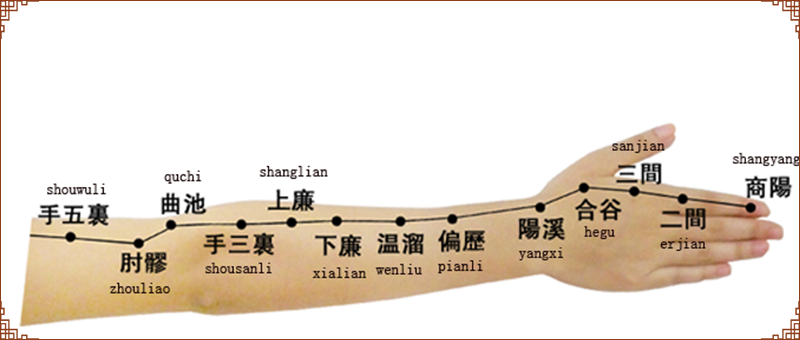 shouwuli
手五裏
肘髎
zhouliao
quchi
曲池
手三裏
shousanli
shanglian
上廉
下廉
xialian
温溜
wenliu
偏歷
pianli
陽溪
yangxi
合谷
hegu
sanjian
三間
二間
erjian
shangyang
商陽